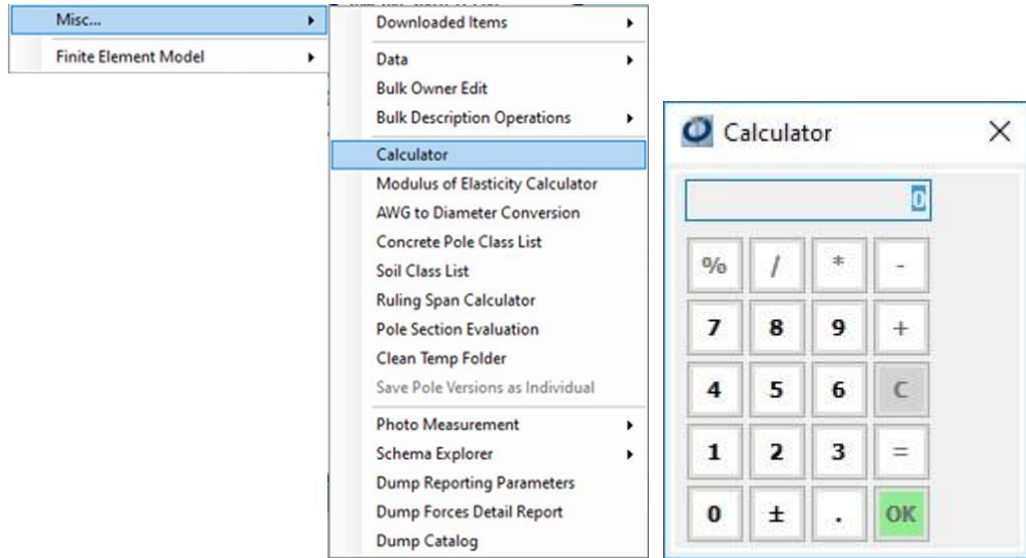 Misc...
Finite Element Model
Downloaded Items
Data
Bulk Owner Edit
Bulk Description Operations
Calculator
Modulus of Elasticity Calculator
AWG to Diameter Conversion
Concrete Pole Class List
Soil Class List
Ruling Span Calculator
Pole Section Evaluation
Clean Temp Folder
Save Pole Versions as Individual
Photo Measurement
Schema Explorer
Dump Reporting Parameters
Dump Forces Detail Report
Dump Catalog
Calculator
0
% / * -
7 8 9 +
4 5 6 C
1 2 3 =
0 ± . OK